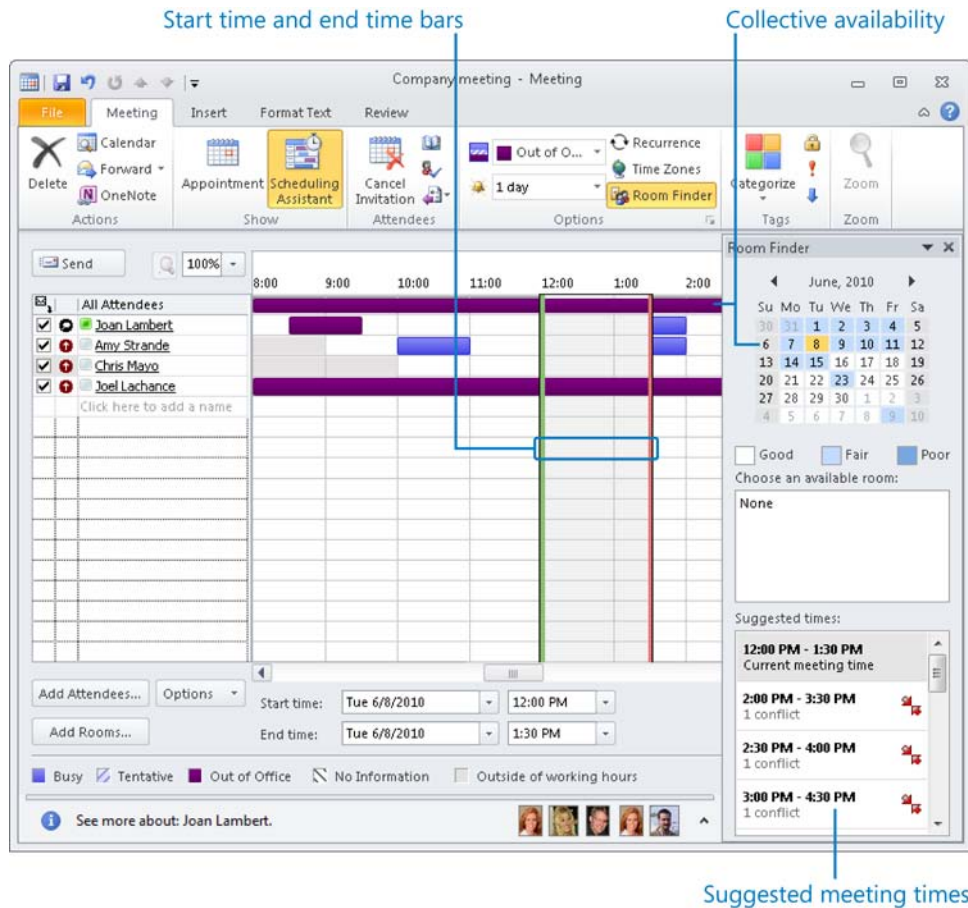 Start time and end time bars
Collective availability
Company meeting - Meeting
File Meeting Insert Format Text Review
Delete
Calendar
Forward
OneNote
Actions
Appointment
Scheduling
Assistant
Show
Cancel
Invitation
Attendees
Out of O...
1 day
Recurrence
Time Zones
Room Finder
Options
Categorize
Tags
Zoom
Zoom
Send
100%
8:00 9:00 10:00 11:00 12:00 1:00 2:00
All Attendees
Joan Lambert
Amy Strande
Chris Mayo
Joel Lachance
Click here to add a name
Room Finder
June, 2010
Su Mo Tu We Th Fr Sa
30 31 1 2 3 4 5
6 7 8 9 10 11 12
13 14 15 16 17 18 19
20 21 22 23 24 25 26
27 28 29 30 1 2 3
4 5 6 7 8 9 10
Good Fair Poor
Choose an available room:
None
Suggested times:
12:00 PM - 1:30 PM
Current meeting time
2:00 PM - 3:30 PM
1 conflict
2:30 PM - 4:00 PM
1 conflict
3:00 PM - 4:30 PM
1 conflict
Add Attendees... Options
Add Rooms...
Start time: Tue 6/8/2010 12:00 PM
End time: Tue 6/8/2010 1:30 PM
Busy Tentative Out of Office No Information Outside of working hours
See more about: Joan Lambert.
Suggested meeting times